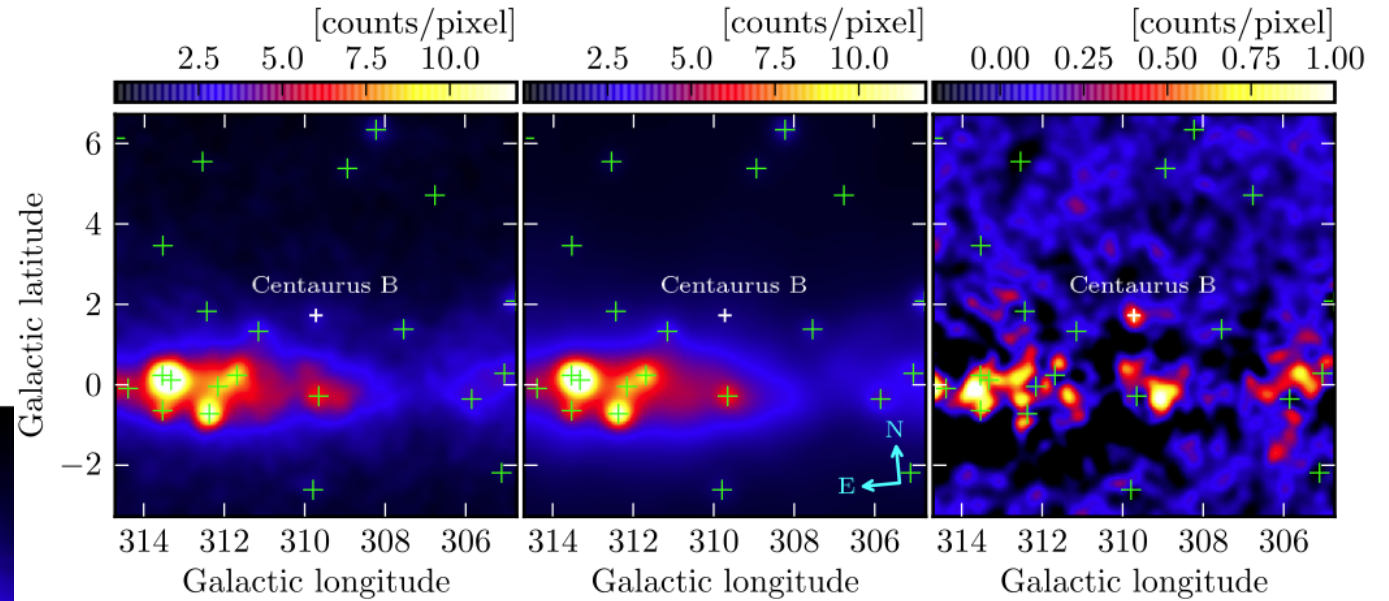 [counts/pixel] [counts/pixel] [counts/pixel]
2.5 5.0 7.5 10.0 2.5 5.0 7.5 10.0 0.00 0.25 0.50 0.75 1.00
6
4
Centaurus B Centaurus B Centaurus B
2
0
N
−2
E
314 312 310 308 306 314 312 310 308 306 314 312 310 308 306
Galactic longitude Galactic longitude Galactic longitude
Galactic latitude